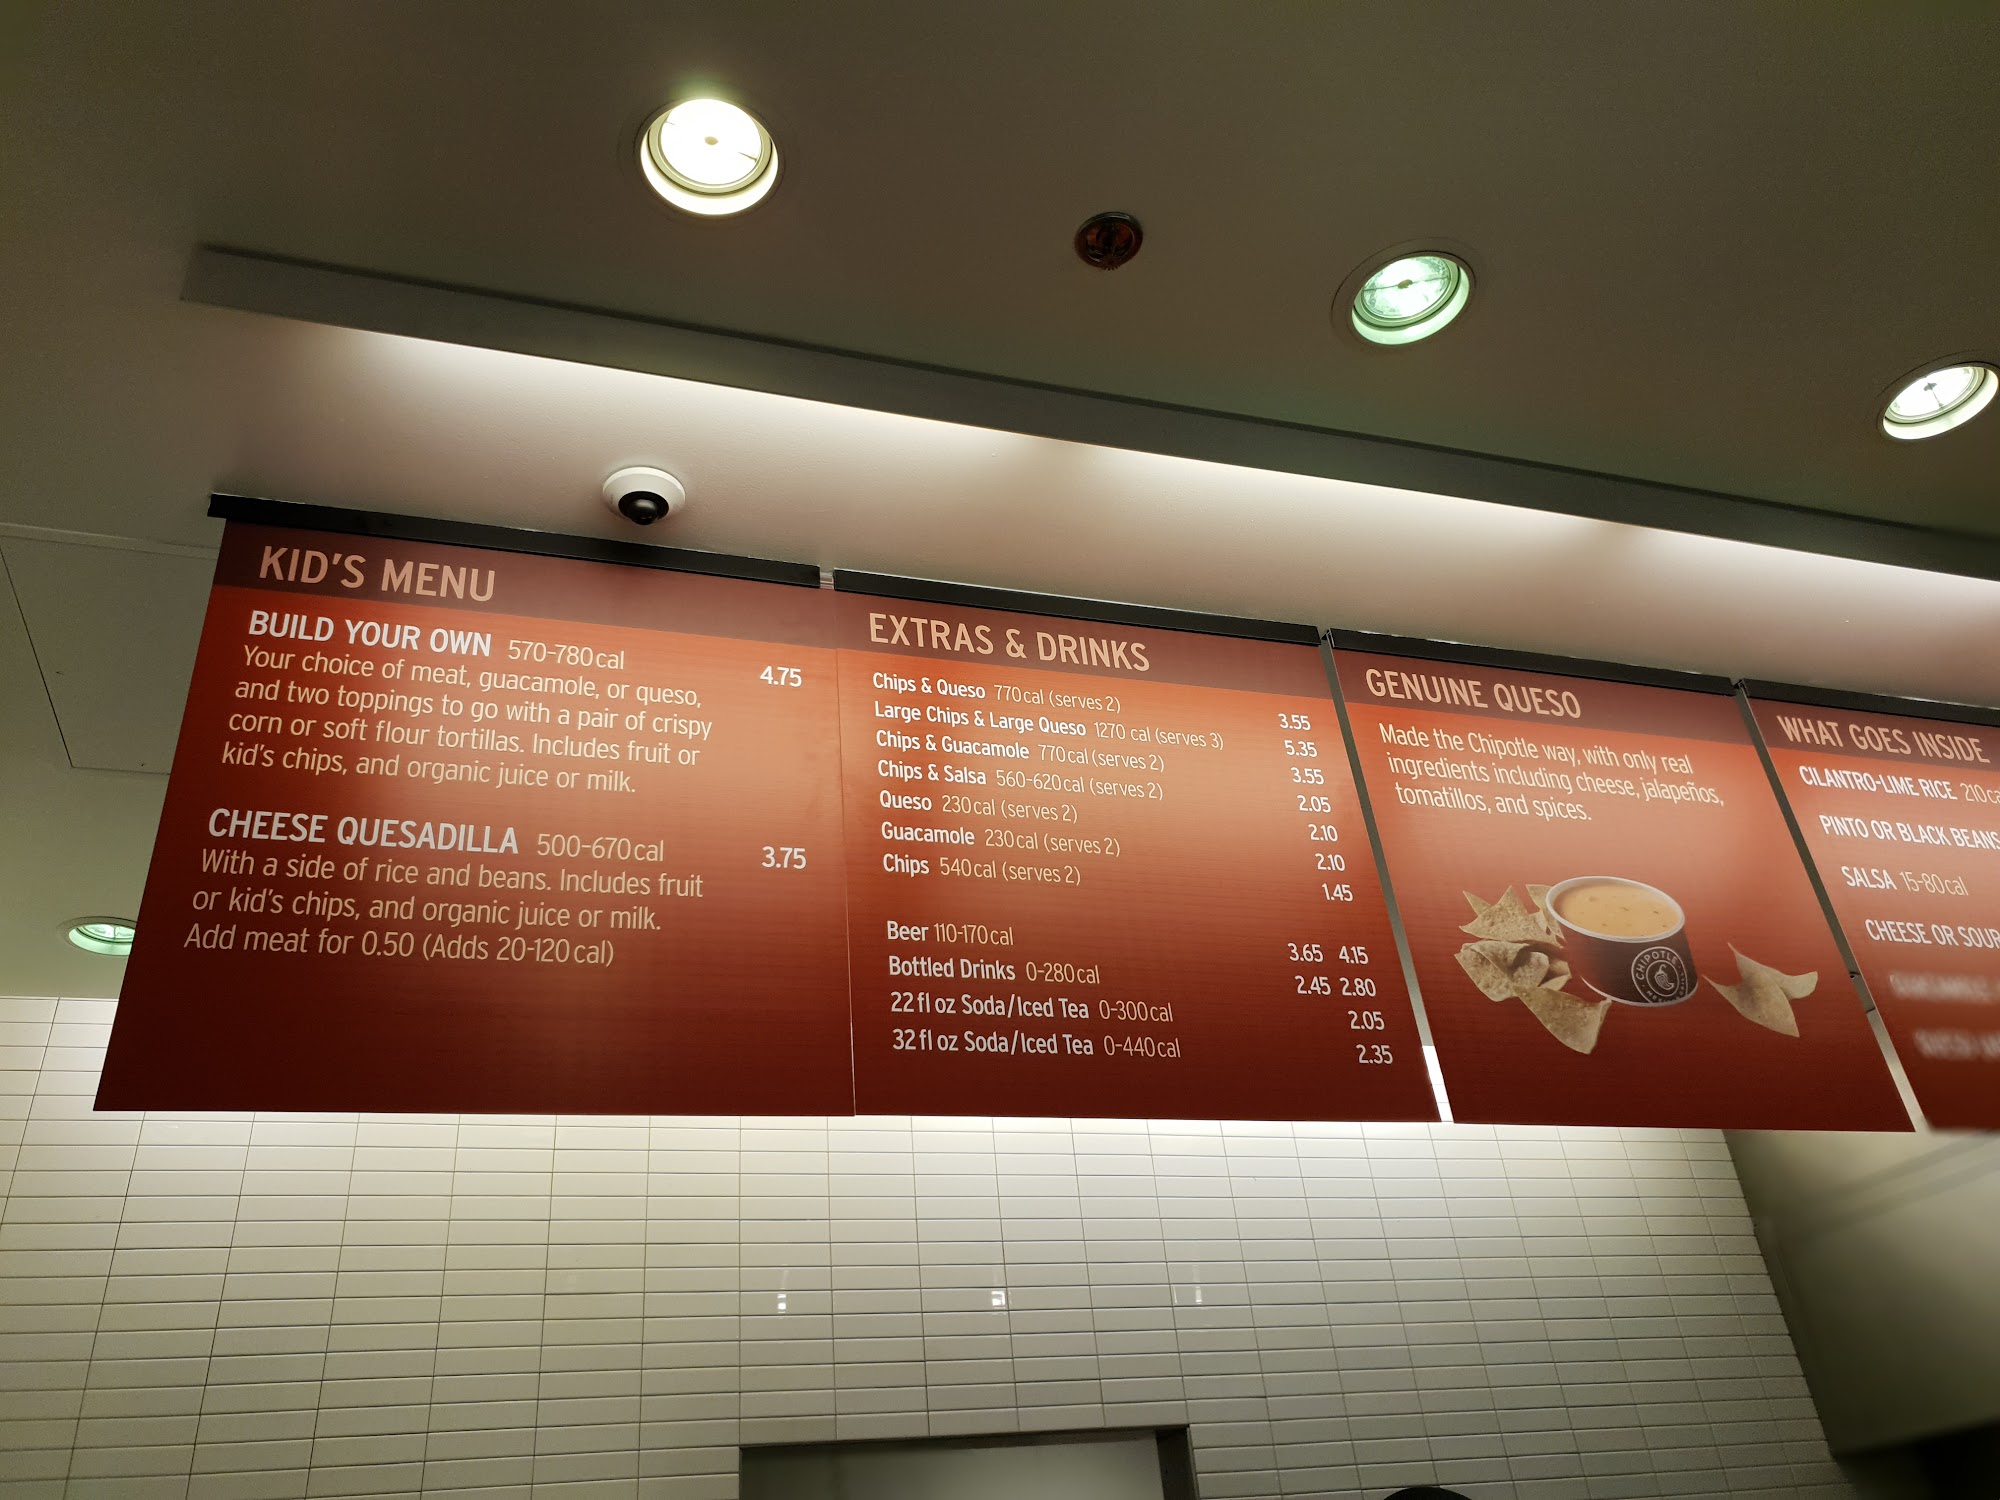 KID'S MENU
BUILD YOUR OWN 570-780 cal 4.75
Your choice of meat, guacamole, or queso,
and two toppings to go with a pair of crispy
corn or soft flour tortillas. Includes fruit or
kid's chips, and organic juice or milk.
CHEESE QUESADILLA 500-670 cal 3.75
With a side of rice and beans. Includes fruit
or kid's chips, and organic juice or milk.
Add meat for 0.50 (Adds 20-120 cal)
EXTRAS & DRINKS
Chips & Queso 770 cal (serves 2) 3.55
Large Chips & Large Queso 1270 cal (serves 3) 5.35
Chips & Guacamole 770 cal (serves 2) 3.55
Chips & Salsa 560-620 cal (serves 2) 2.05
Queso 230 cal (serves 2) 2.10
Guacamole 230 cal (serves 2) 2.10
Chips 540 cal (serves 2) 1.45
Beer 110-170 cal 3.65 4.15
Bottled Drinks 0-280 cal 2.45 2.80
22 fl oz Soda/Iced Tea 0-300 cal 2.05
32 fl oz Soda/Iced Tea 0-440 cal 2.35
GENUINE QUESO
Made the Chipotle way, with only real
ingredients including cheese, jalapeños,
tomatillos, and spices.
CHIPOTLE
WHAT GOES INSIDE
CILANTRO-LIME RICE 210 ca
PINTO OR BLACK BEANS
SALSA 15-80 cal
CHEESE OR SOUR